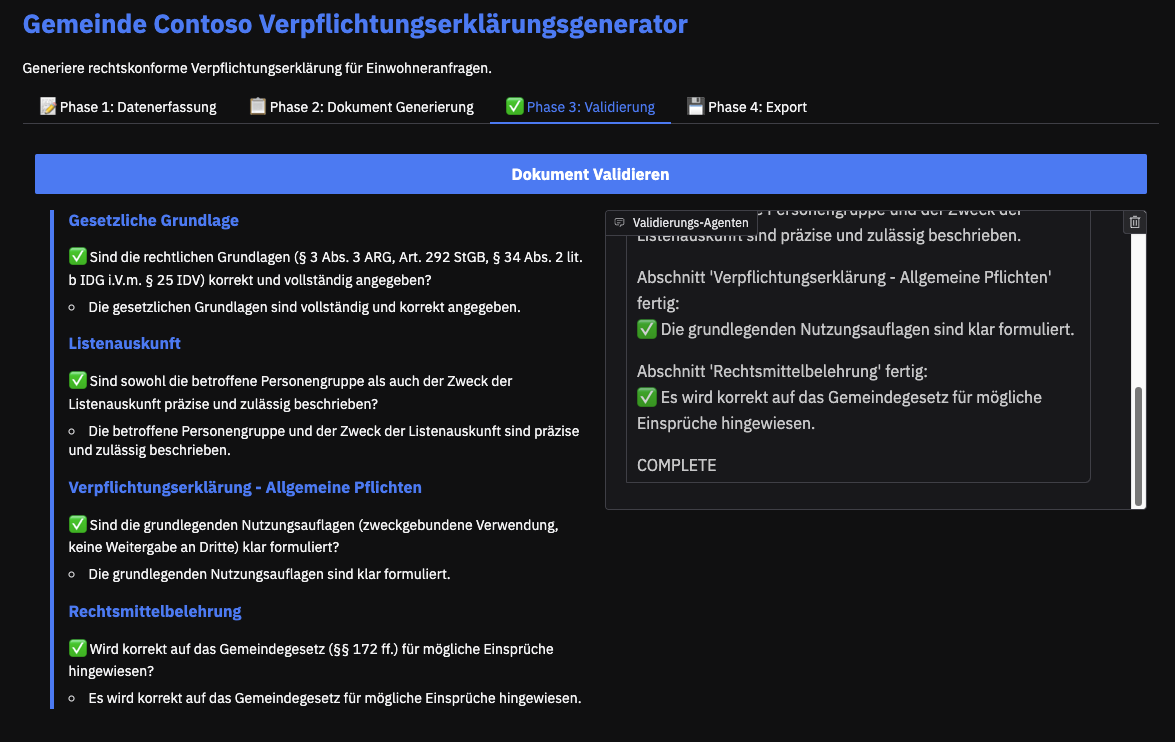 Gemeinde Contoso Verpflichtungserklärungsgenerator
Generiere rechtskonforme Verpflichtungserklärung für Einwohneranfragen.
📝 Phase 1: Datenerfassung
📋 Phase 2: Dokument Generierung
✅ Phase 3: Validierung
💾 Phase 4: Export
Dokument Validieren
Gesetzliche Grundlage
✅ Sind die rechtlichen Grundlagen (§ 3 Abs. 3 ARG, Art. 292 StGB, § 34 Abs. 2 lit.
b IDG i.V.m. § 25 IDV) korrekt und vollständig angegeben?
Die gesetzlichen Grundlagen sind vollständig und korrekt angegeben.
Listenauskunft
✅ Sind sowohl die betroffene Personengruppe als auch der Zweck der
Listenauskunft präzise und zulässig beschrieben?
Die betroffene Personengruppe und der Zweck der Listenauskunft sind präzise
und zulässig beschrieben.
Verpflichtungserklärung - Allgemeine Pflichten
✅ Sind die grundlegenden Nutzungsauflagen (zweckgebundene Verwendung,
keine Weitergabe an Dritte) klar formuliert?
Die grundlegenden Nutzungsauflagen sind klar formuliert.
Rechtsmittelbelehrung
✅ Wird korrekt auf das Gemeindegesetz (§§ 172 ff.) für mögliche Einsprüche
hingewiesen?
Es wird korrekt auf das Gemeindegesetz für mögliche Einsprüche hingewiesen.
Validierungs-Agenten
Personengruppe und der Zweck der
Listenauskunft sind präzise und zulässig beschrieben.
Abschnitt 'Verpflichtungserklärung - Allgemeine Pflichten'
fertig:
✅ Die grundlegenden Nutzungsauflagen sind klar formuliert.
Abschnitt 'Rechtsmittelbelehrung' fertig:
✅ Es wird korrekt auf das Gemeindegesetz für mögliche
Einsprüche hingewiesen.
COMPLETE